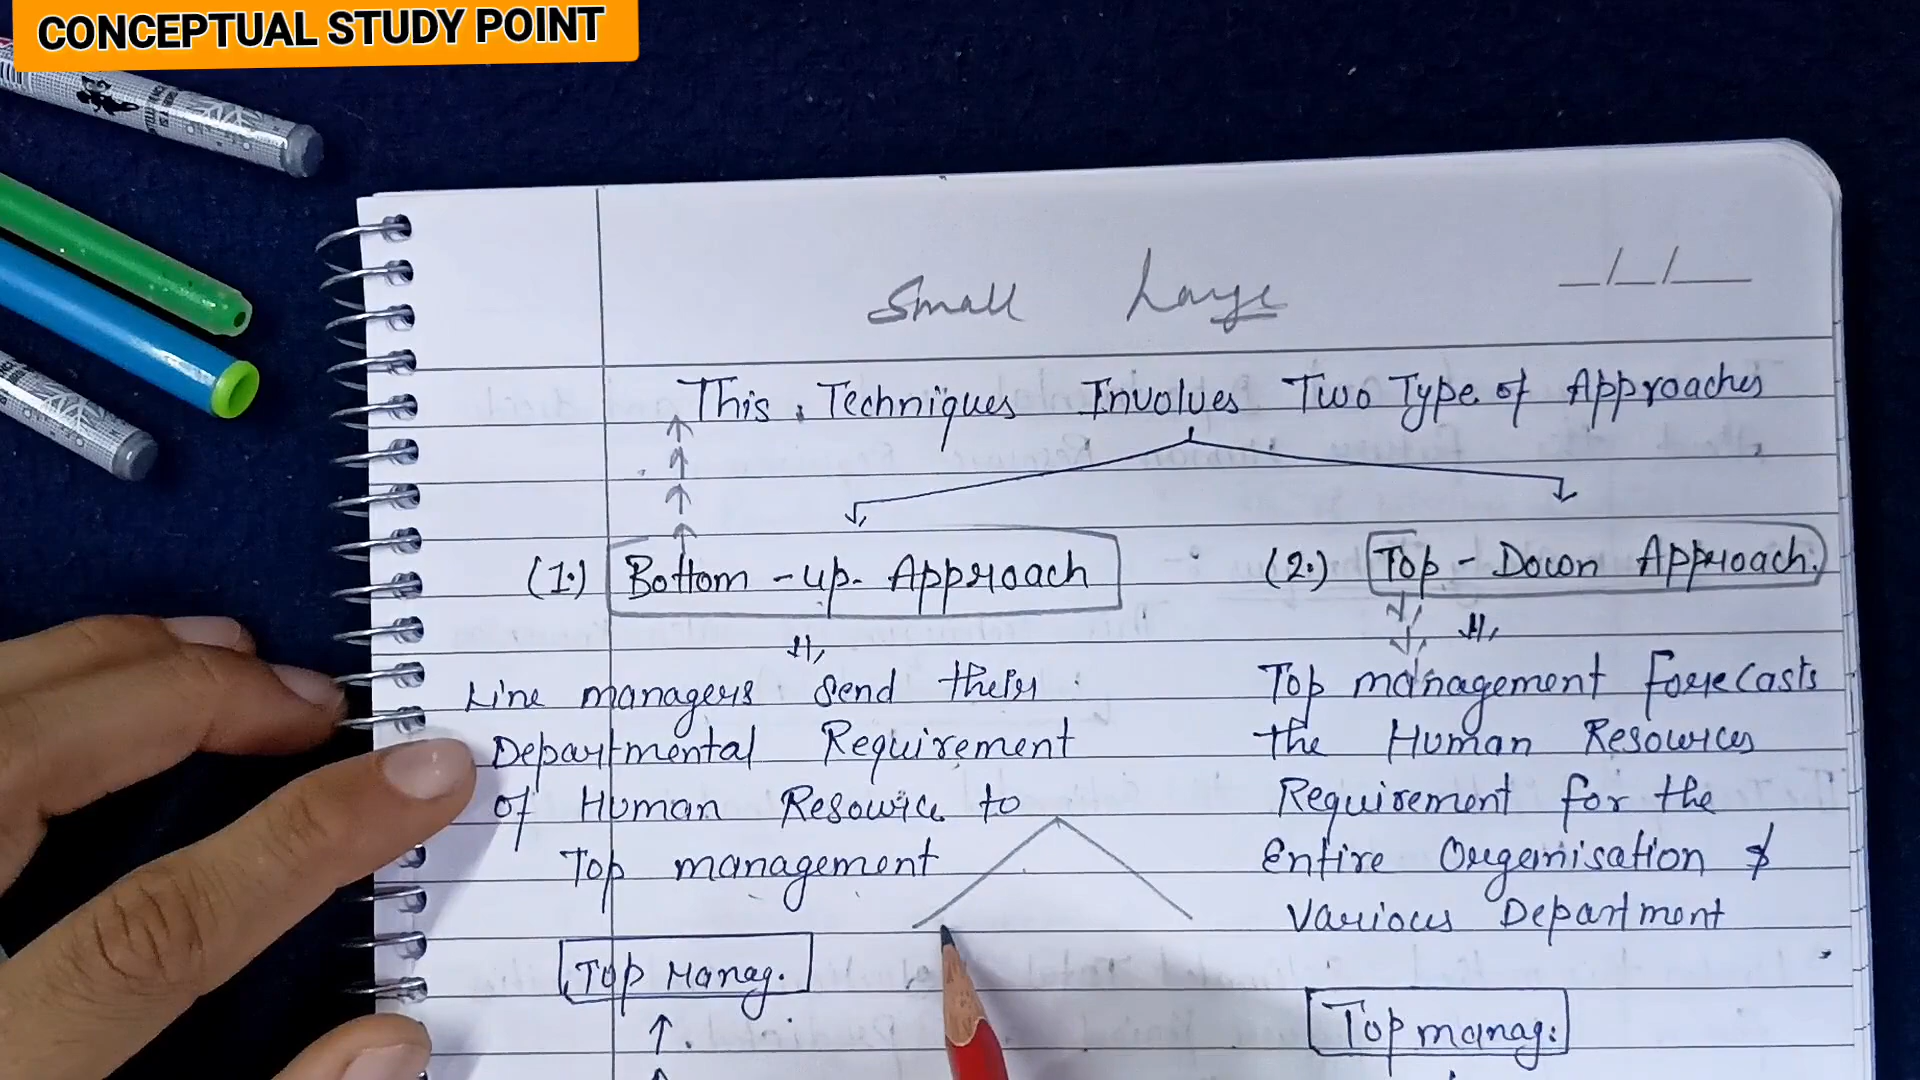 CONCEPTUAL STUDY POINT
Small Large
_/_/__
This Techniques Involves Two Type of Approaches
(1.) Bottom-up-Approach
(2.) Top-Down Approach.
Line managers send their
Departmental Requirement
of Human Resource to
Top management
Top management Forecasts
the Human Resources
Requirement for the
Entire Organisation &
Various Department
Top Manag.
Top manag.